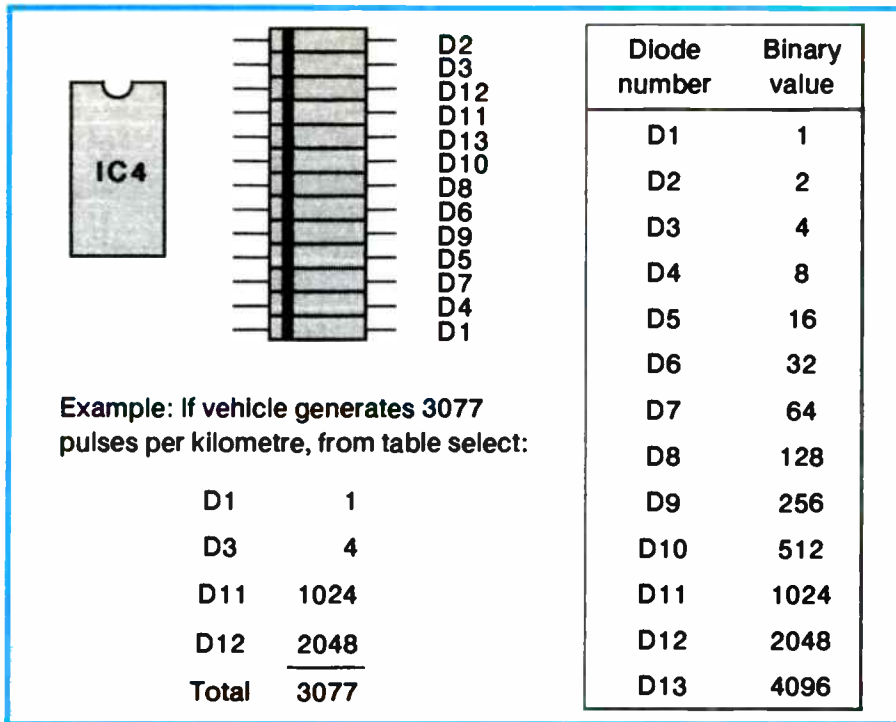 IC4
D2
D3
D12
D11
D13
D10
D8
D6
D9
D5
D7
D4
D1
Example: If vehicle generates 3077
pulses per kilometre, from table select:
D1 1
D3 4
D11 1024
D12 2048
Total 3077
Diode Binary
number value
D1 1
D2 2
D3 4
D4 8
D5 16
D6 32
D7 64
D8 128
D9 256
D10 512
D11 1024
D12 2048
D13 4096